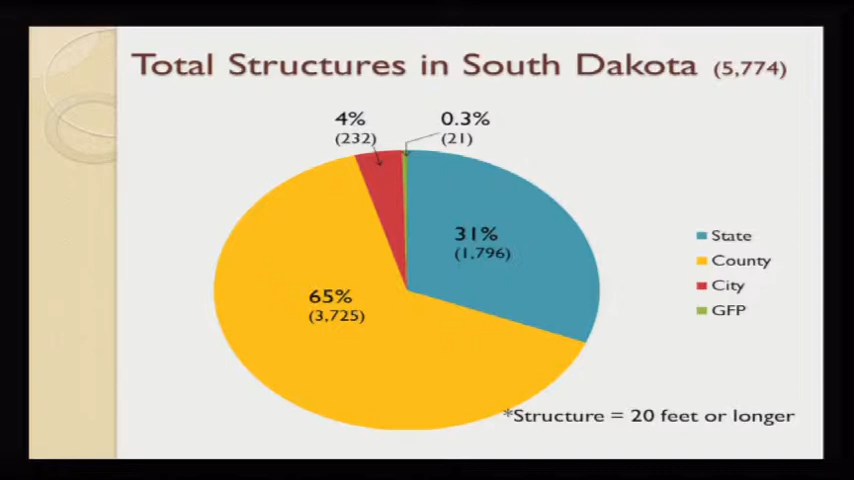 Total Structures in South Dakota (5,774)
4%
(232)
0.3%
(21)
31%
(1,796)
65%
(3,725)
State
County
City
GFP
*Structure = 20 feet or longer